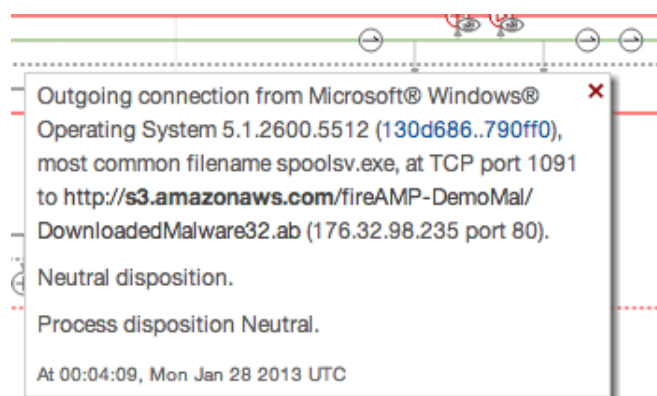 Outgoing connection from Microsoft® Windows®
Operating System 5.1.2600.5512 (130d686..790ff0),
most common filename spoolsv.exe, at TCP port 1091
to http://s3.amazonaws.com/fireAMP-DemoMal/
DownloadedMalware32.ab (176.32.98.235 port 80).
Neutral disposition.
Process disposition Neutral.
At 00:04:09, Mon Jan 28 2013 UTC